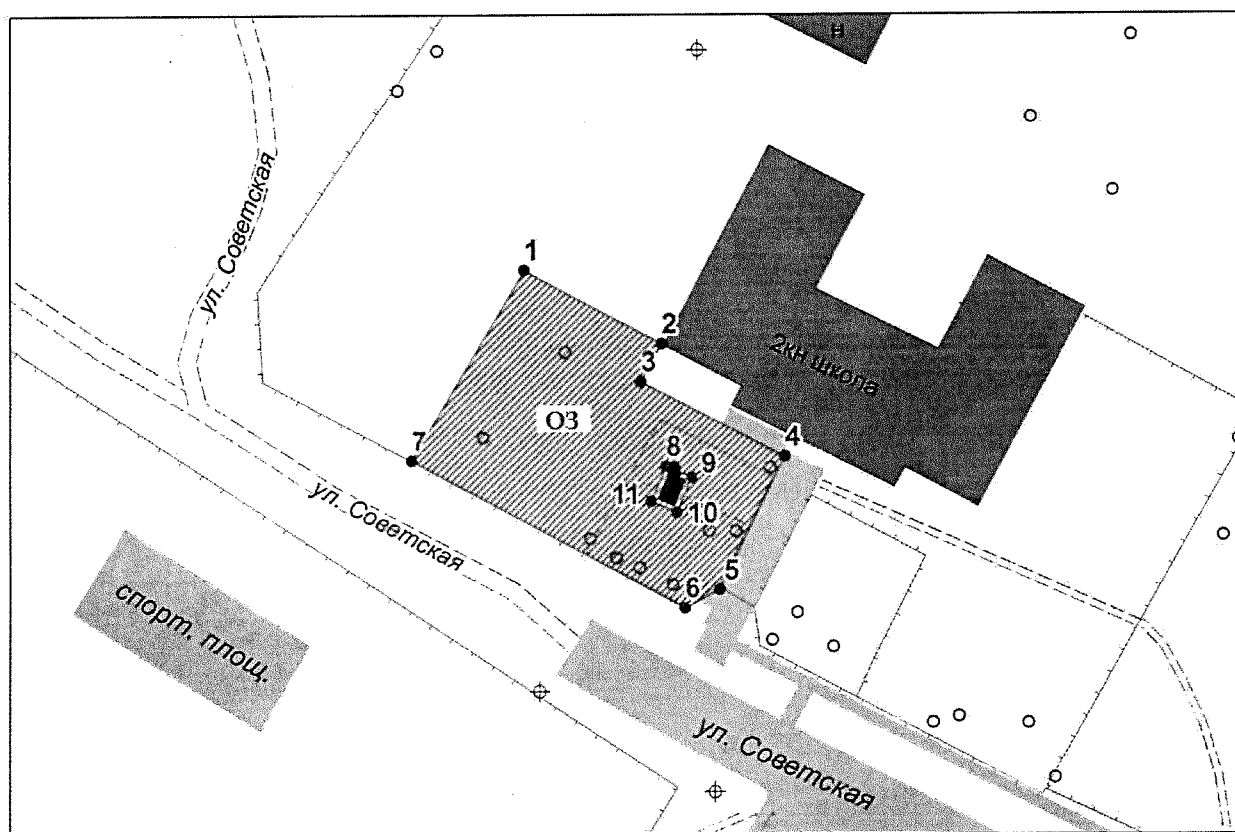 н
ул. Советская
1
2
2кн школа
3
ОЗ
4
7
8
9
11
10
ул. Советская
5
6
спорт. площ.
ул. Советская